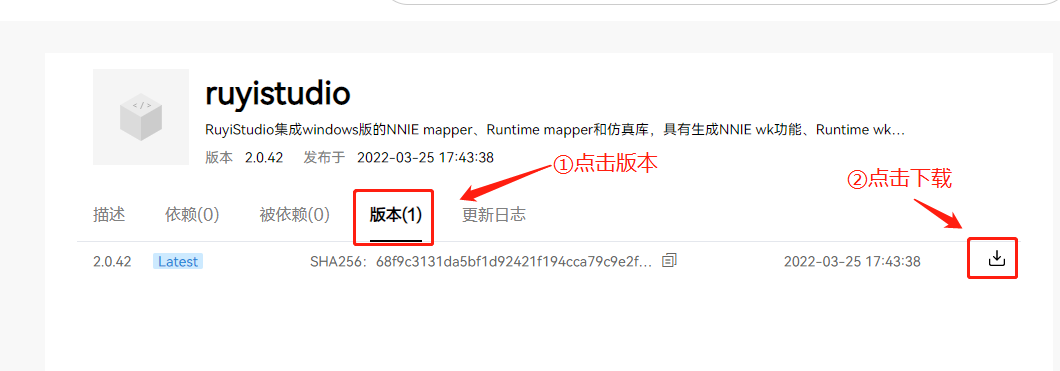 ruyistudio
RuyiStudio集成windows版的NNIE mapper、Runtime mapper和仿真库，具有生成NNIE wk功能、Runtime wk...
版本 2.0.42 发布于 2022-03-25 17:43:38
①点击版本
②点击下载
描述 依赖(0) 被依赖(0) 版本(1) 更新日志
2.0.42 Latest SHA256: 68f9c3131da5bf1d92421f194cca79c9e2f... 2022-03-25 17:43:38